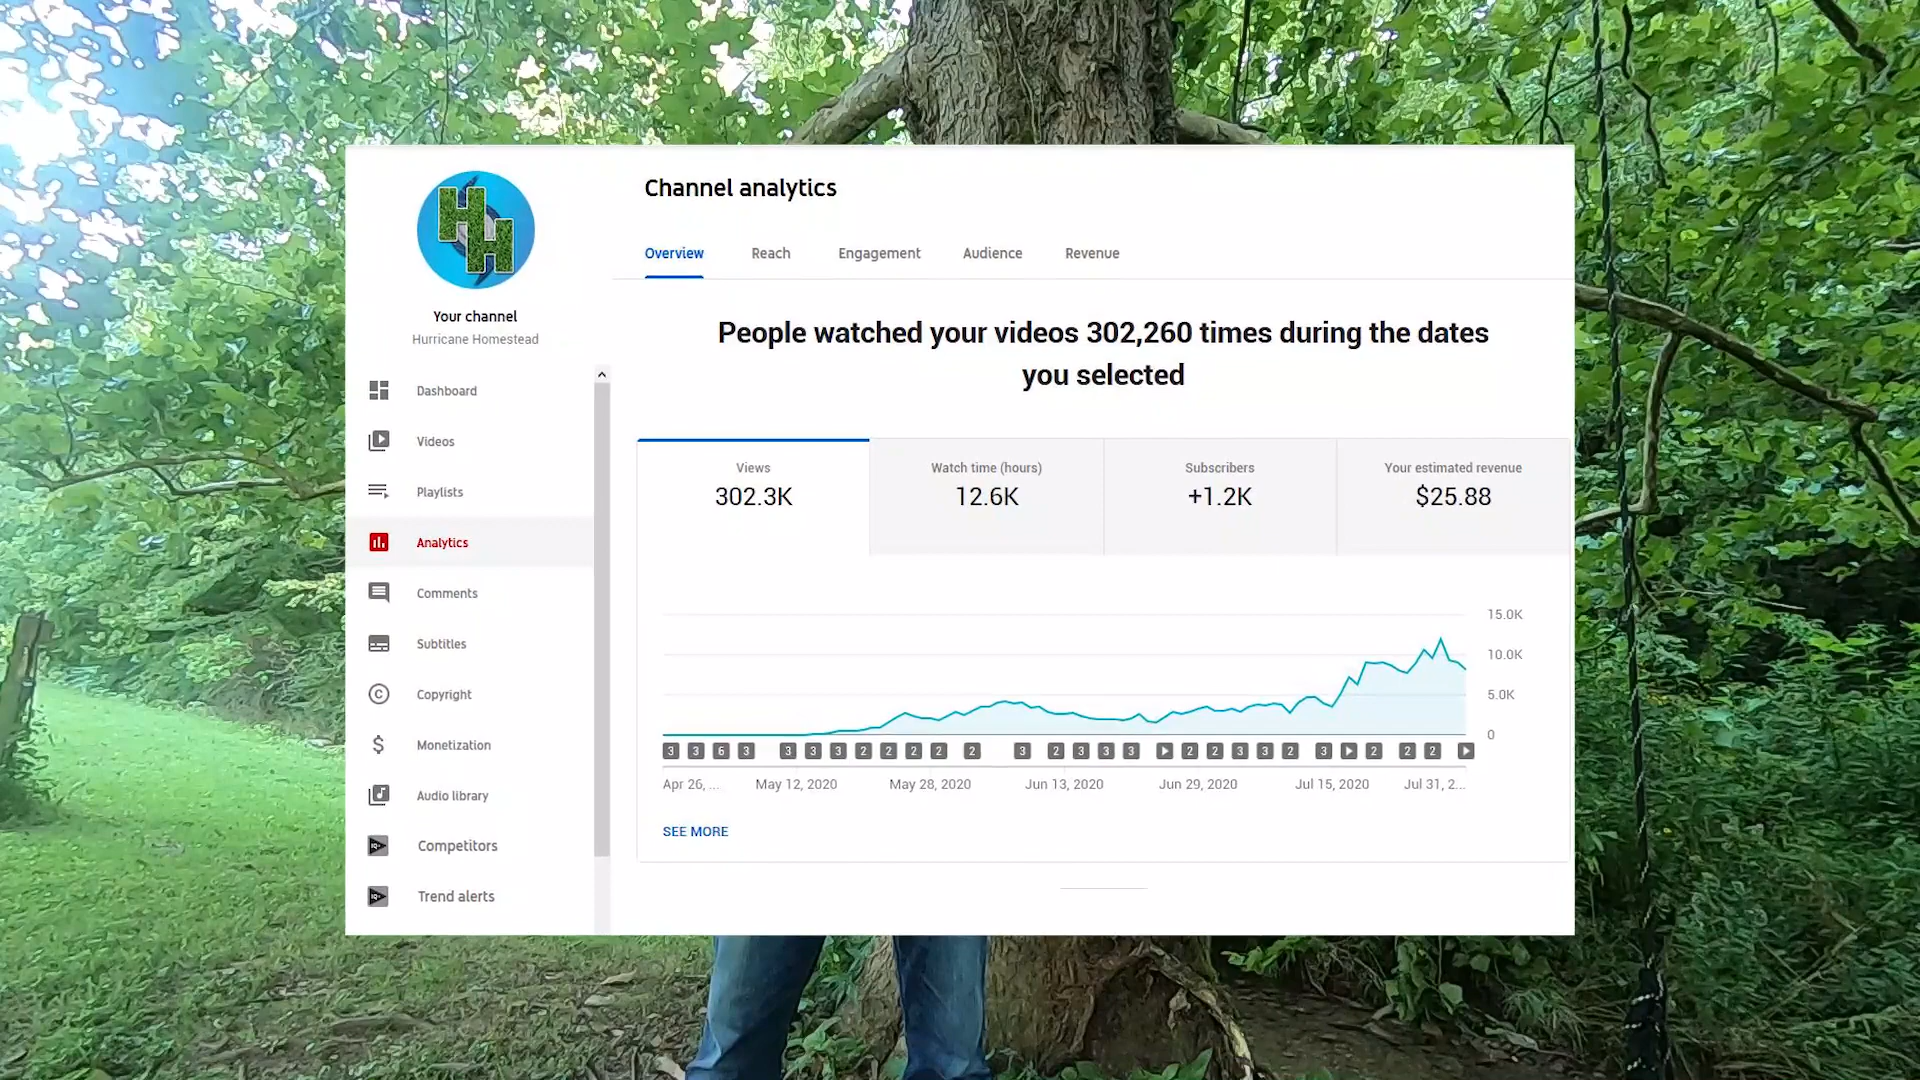 HH
Your channel
Hurricane Homestead
Dashboard
Videos
Playlists
Analytics
Comments
Subtitles
Copyright
Monetization
Audio library
Competitors
Trend alerts
Channel analytics
Overview Reach Engagement Audience Revenue
People watched your videos 302,260 times during the dates
you selected
Views
302.3K
Watch time (hours)
12.6K
Subscribers
+1.2K
Your estimated revenue
$25.88
15.0K
10.0K
5.0K
0
3 3 6 3 3 3 3 2 2 2 2 2 3 2 3 3 3 2 2 3 3 2 3 2 2 2
Apr 26, ... May 12, 2020 May 28, 2020 Jun 13, 2020 Jun 29, 2020 Jul 15, 2020 Jul 31, 2...
SEE MORE